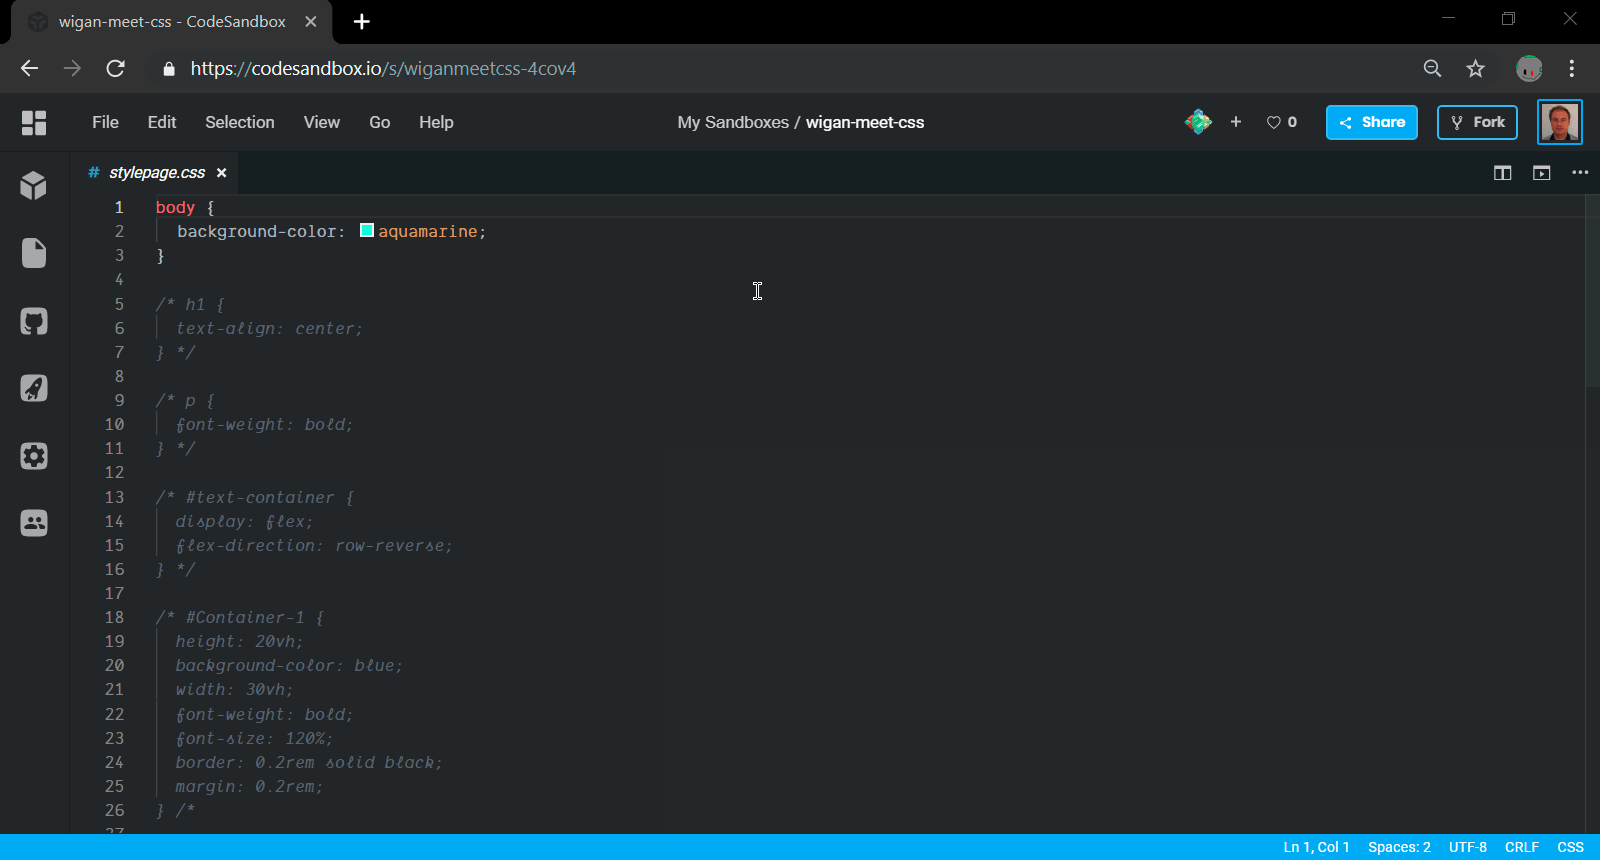 wigan-meet-css - CodeSandbox
https://codesandbox.io/s/wiganmeetcss-4cov4
File Edit Selection View Go Help My Sandboxes / wigan-meet-css 0 Share Fork
# stylepage.css
1 body {
2 background-color: aquamarine;
3 }
4
5 /* h1 {
6 text-align: center;
7 } */
8
9 /* p {
10 font-weight: bold;
11 } */
12
13 /* #text-container {
14 display: flex;
15 flex-direction: row-reverse;
16 } */
17
18 /* #Container-1 {
19 height: 20vh;
20 background-color: blue;
21 width: 30vh;
22 font-weight: bold;
23 font-size: 120%;
24 border: 0.2rem solid black;
25 margin: 0.2rem;
26 } /*
27
Ln 1, Col 1 Spaces: 2 UTF-8 CRLF CSS